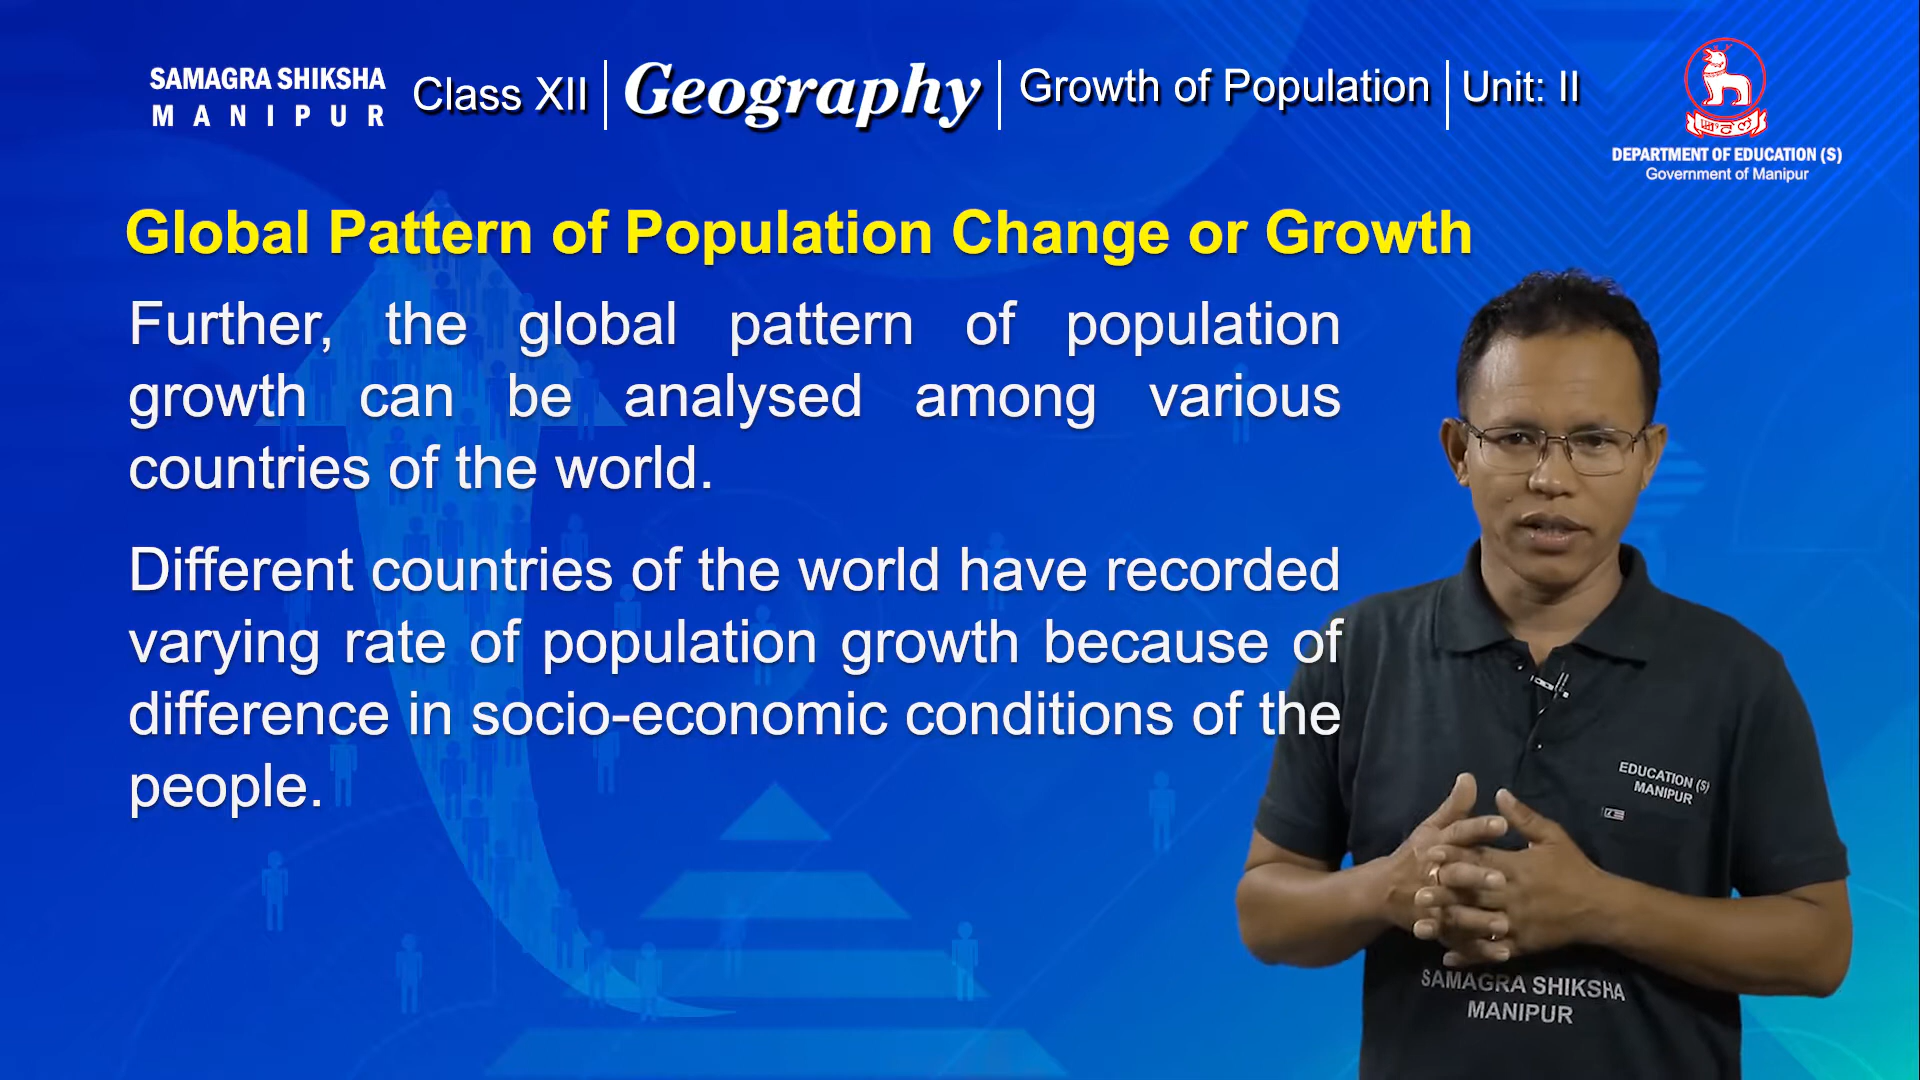 SAMAGRA SHIKSHA
MANIPUR
Class XII
Geography
Growth of Population
Unit: II
DEPARTMENT OF EDUCATION (S)
Government of Manipur
Global Pattern of Population Change or Growth
Further, the global pattern of population
growth can be analysed among various
countries of the world.
Different countries of the world have recorded
varying rate of population growth because of
difference in socio-economic conditions of the
people.
EDUCATION (S)
MANIPUR
SAMAGRA SHIKSHA
MANIPUR